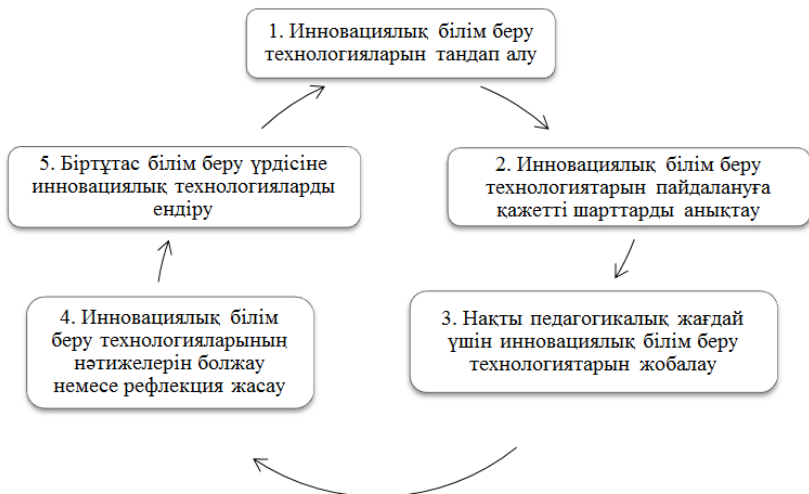 1. Инновациялық білім беру
технологияларын таңдап алу
2. Инновациялық білім беру
технологиятарын пайдалануға
қажетті шарттарды анықтау
3. Нақты педагогикалық жағдай
үшін инновациялық білім беру
технологиятарын жобалау
4. Инновациялық білім
беру технологияларының
нәтижелерін болжау
немесе рефлекция жасау
5. Біртұтас білім беру үрдісіне
инновациялық технологияларды
ендіру